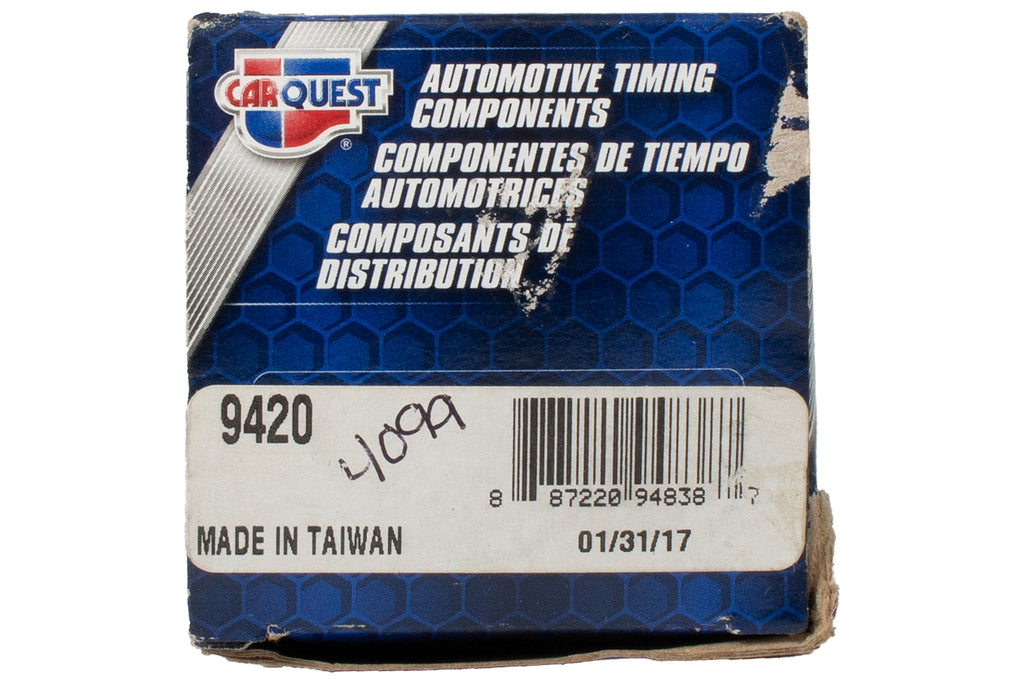 CARQUEST
®
AUTOMOTIVE TIMING
COMPONENTS
COMPONENTES DE TIEMPO
AUTOMOTRICES
COMPOSANTS DE
DISTRIBUTION
9420
4099
8 87220 94838 7
MADE IN TAIWAN
01/31/17